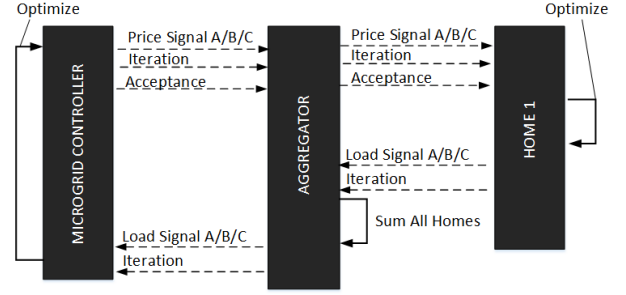 Optimize
Optimize
Price Signal A/B/C
Iteration
Acceptance
Price Signal A/B/C
Iteration
Acceptance
MICROGRID CONTROLLER
AGGREGATOR
HOME 1
Load Signal A/B/C
Iteration
Sum All Homes
Load Signal A/B/C
Iteration